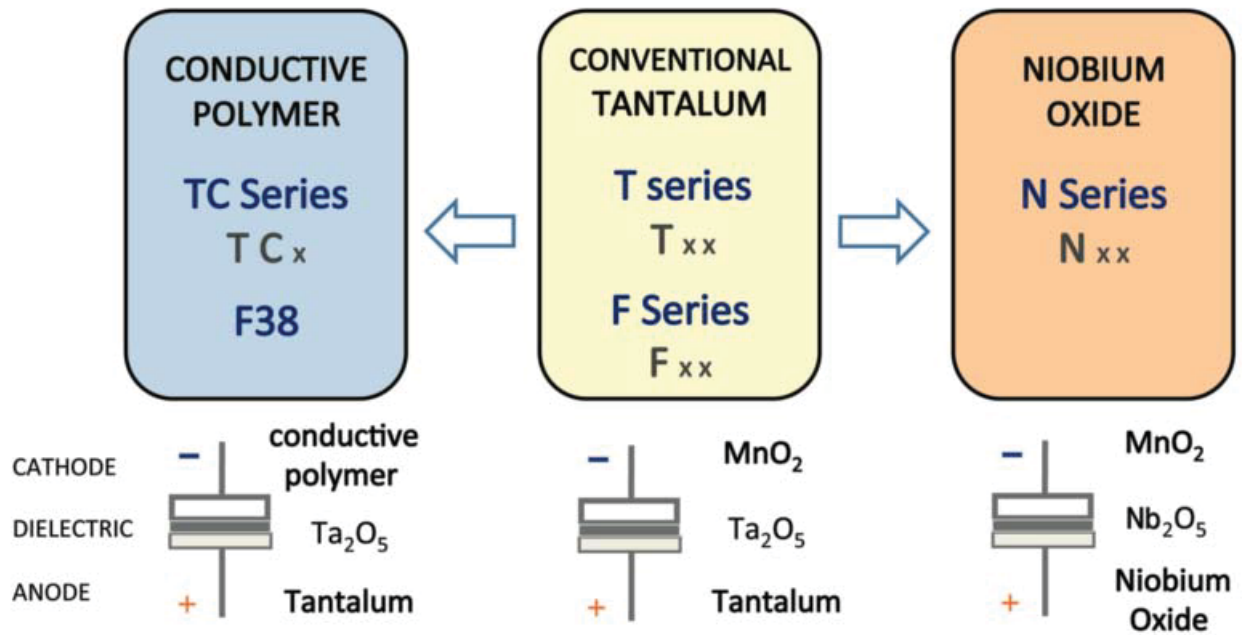 CONDUCTIVE
POLYMER
TC Series
T C x
F38
CONVENTIONAL
TANTALUM
T series
T x x
F Series
F x x
NIOBIUM
OXIDE
N Series
N x x
CATHODE
DIELECTRIC
ANODE
−
conductive
polymer
Ta₂O₅
+
Tantalum
−
MnO₂
Ta₂O₅
+
Tantalum
−
MnO₂
Nb₂O₅
+
Niobium
Oxide